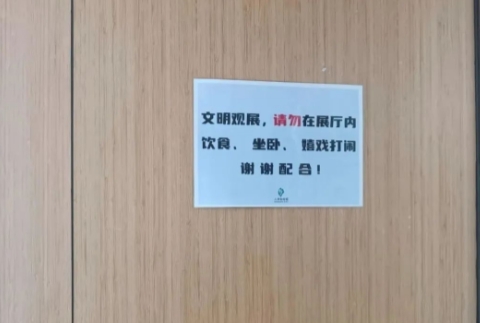 文明观展，请勿在展厅内
饮食、坐卧、嬉戏打闹
谢谢配合！